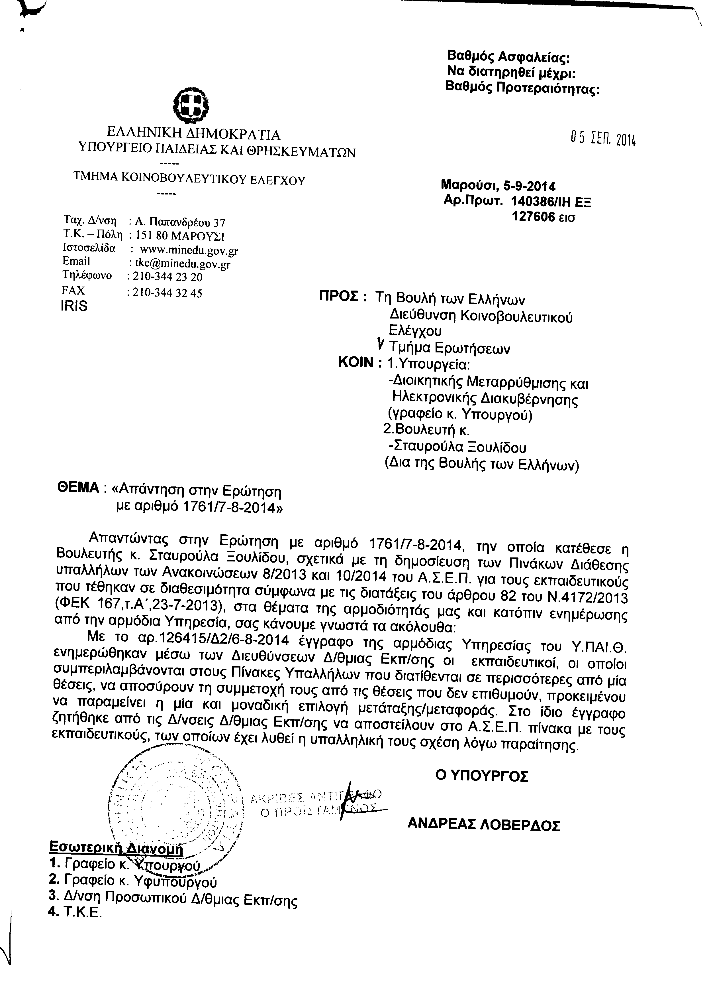 Βαθμός Ασφαλείας:
Να διατηρηθεί μέχρι:
Βαθμός Προτεραιότητας:
ΕΛΛΗΝΙΚΗ ΔΗΜΟΚΡΑΤΙΑ
ΥΠΟΥΡΓΕΙΟ ΠΑΙΔΕΙΑΣ ΚΑΙ ΘΡΗΣΚΕΥΜΑΤΩΝ
-----
ΤΜΗΜΑ ΚΟΙΝΟΒΟΥΛΕΥΤΙΚΟΥ ΕΛΕΓΧΟΥ
-----
05 ΣΕΠ. 2014
Μαρούσι, 5-9-2014
Αρ.Πρωτ. 140386/ΙΗ ΕΞ
127606 εισ
Ταχ. Δ/νση : Α. Παπανδρέου 37
Τ.Κ. – Πόλη : 151 80 ΜΑΡΟΥΣΙ
Ιστοσελίδα : www.minedu.gov.gr
Email : tke@minedu.gov.gr
Τηλέφωνο : 210-344 23 20
FAX : 210-344 32 45
IRIS
ΠΡΟΣ : Τη Βουλή των Ελλήνων
Διεύθυνση Κοινοβουλευτικού
Ελέγχου
Τμήμα Ερωτήσεων
ΚΟΙΝ : 1.Υπουργεία:
-Διοικητικής Μεταρρύθμισης και
Ηλεκτρονικής Διακυβέρνησης
(γραφείο κ. Υπουργού)
2.Βουλευτή κ.
-Σταυρούλα Ξουλίδου
(Δια της Βουλής των Ελλήνων)
ΘΕΜΑ : «Απάντηση στην Ερώτηση
με αριθμό 1761/7-8-2014»
Απαντώντας στην Ερώτηση με αριθμό 1761/7-8-2014, την οποία κατέθεσε η
Βουλευτής κ. Σταυρούλα Ξουλίδου, σχετικά με τη δημοσίευση των Πινάκων Διάθεσης
υπαλλήλων των Ανακοινώσεων 8/2013 και 10/2014 του Α.Σ.Ε.Π. για τους εκπαιδευτικούς
που τέθηκαν σε διαθεσιμότητα σύμφωνα με τις διατάξεις του άρθρου 82 του Ν.4172/2013
(ΦΕΚ 167,τ.Α΄,23-7-2013), στα θέματα της αρμοδιότητάς μας και κατόπιν ενημέρωσης
από την αρμόδια Υπηρεσία, σας κάνουμε γνωστά τα ακόλουθα:
Με το αρ.126415/Δ2/6-8-2014 έγγραφο της αρμόδιας Υπηρεσίας του Υ.ΠΑΙ.Θ.
ενημερώθηκαν μέσω των Διευθύνσεων Δ/θμιας Εκπ/σης οι εκπαιδευτικοί, οι οποίοι
συμπεριλαμβάνονται στους Πίνακες Υπαλλήλων που διατίθενται σε περισσότερες από μία
θέσεις, να αποσύρουν τη συμμετοχή τους από τις θέσεις που δεν επιθυμούν, προκειμένου
να παραμείνει η μία και μοναδική επιλογή μετάταξης/μεταφοράς. Στο ίδιο έγγραφο
ζητήθηκε από τις Δ/νσεις Δ/θμιας Εκπ/σης να αποστείλουν στο Α.Σ.Ε.Π. πίνακα με τους
εκπαιδευτικούς, των οποίων έχει λυθεί η υπαλληλική τους σχέση λόγω παραίτησης.
Ο ΥΠΟΥΡΓΟΣ
ΑΚΡΙΒΕΣ ΑΝΤΙΓΡΑΦΟ
Ο ΠΡΟΪΣΤΑΜΕΝΟΣ
ΑΝΔΡΕΑΣ ΛΟΒΕΡΔΟΣ
Εσωτερική Διανομή
1. Γραφείο κ. Υπουργού
2. Γραφείο κ. Υφυπουργού
3. Δ/νση Προσωπικού Δ/θμιας Εκπ/σης
4. Τ.Κ.Ε.